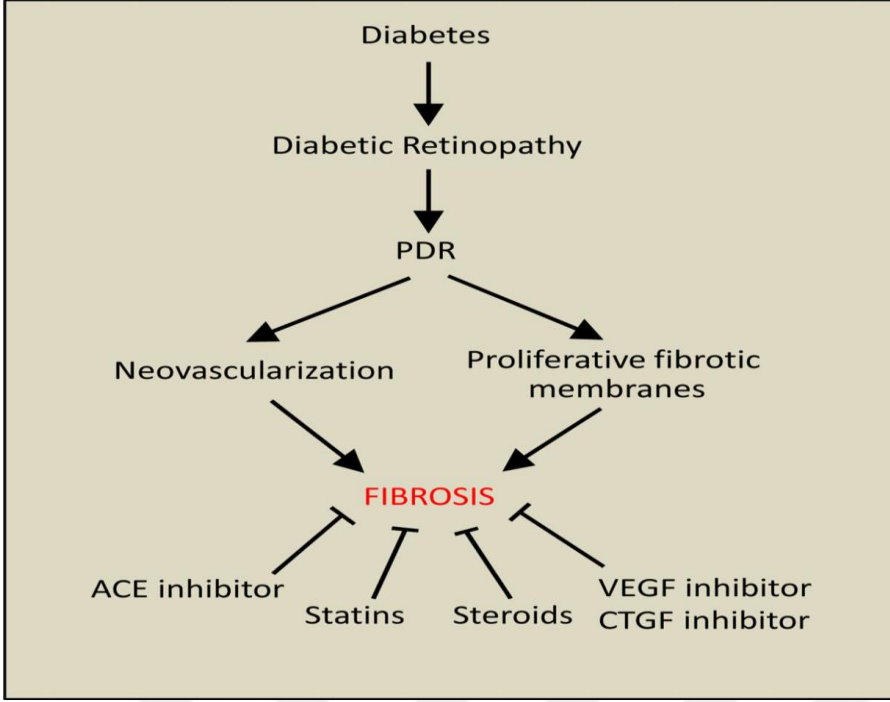 Diabetes
Diabetic Retinopathy
PDR
Neovascularization
Proliferative fibrotic
membranes
FIBROSIS
ACE inhibitor
Statins
Steroids
VEGF inhibitor
CTGF inhibitor